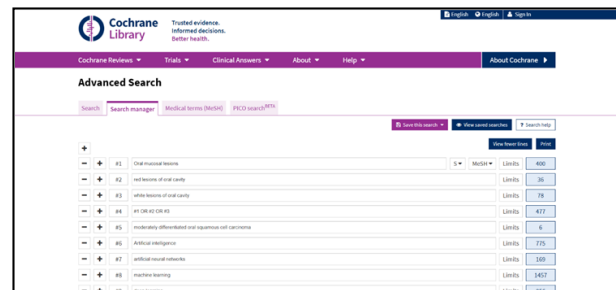 English English Sign In
Cochrane
Library
Trusted evidence.
Informed decisions.
Better health.
Cochrane Reviews Trials Clinical Answers About Help About Cochrane
Advanced Search
Search Search manager Medical terms (MeSH) PICO search BETA
Save this search View saved searches ? Search help
View fewer lines Print
+
− + #1 Oral mucosal lesions S MeSH Limits 400
− + #2 red lesions of oral cavity Limits 36
− + #3 white lesions of oral cavity Limits 78
− + #4 #1 OR #2 OR #3 Limits 477
− + #5 moderately differentiated oral squamous cell carcinoma Limits 6
− + #6 Artificial intelligence Limits 775
− + #7 artificial neural networks Limits 169
− + #8 machine learning Limits 1457